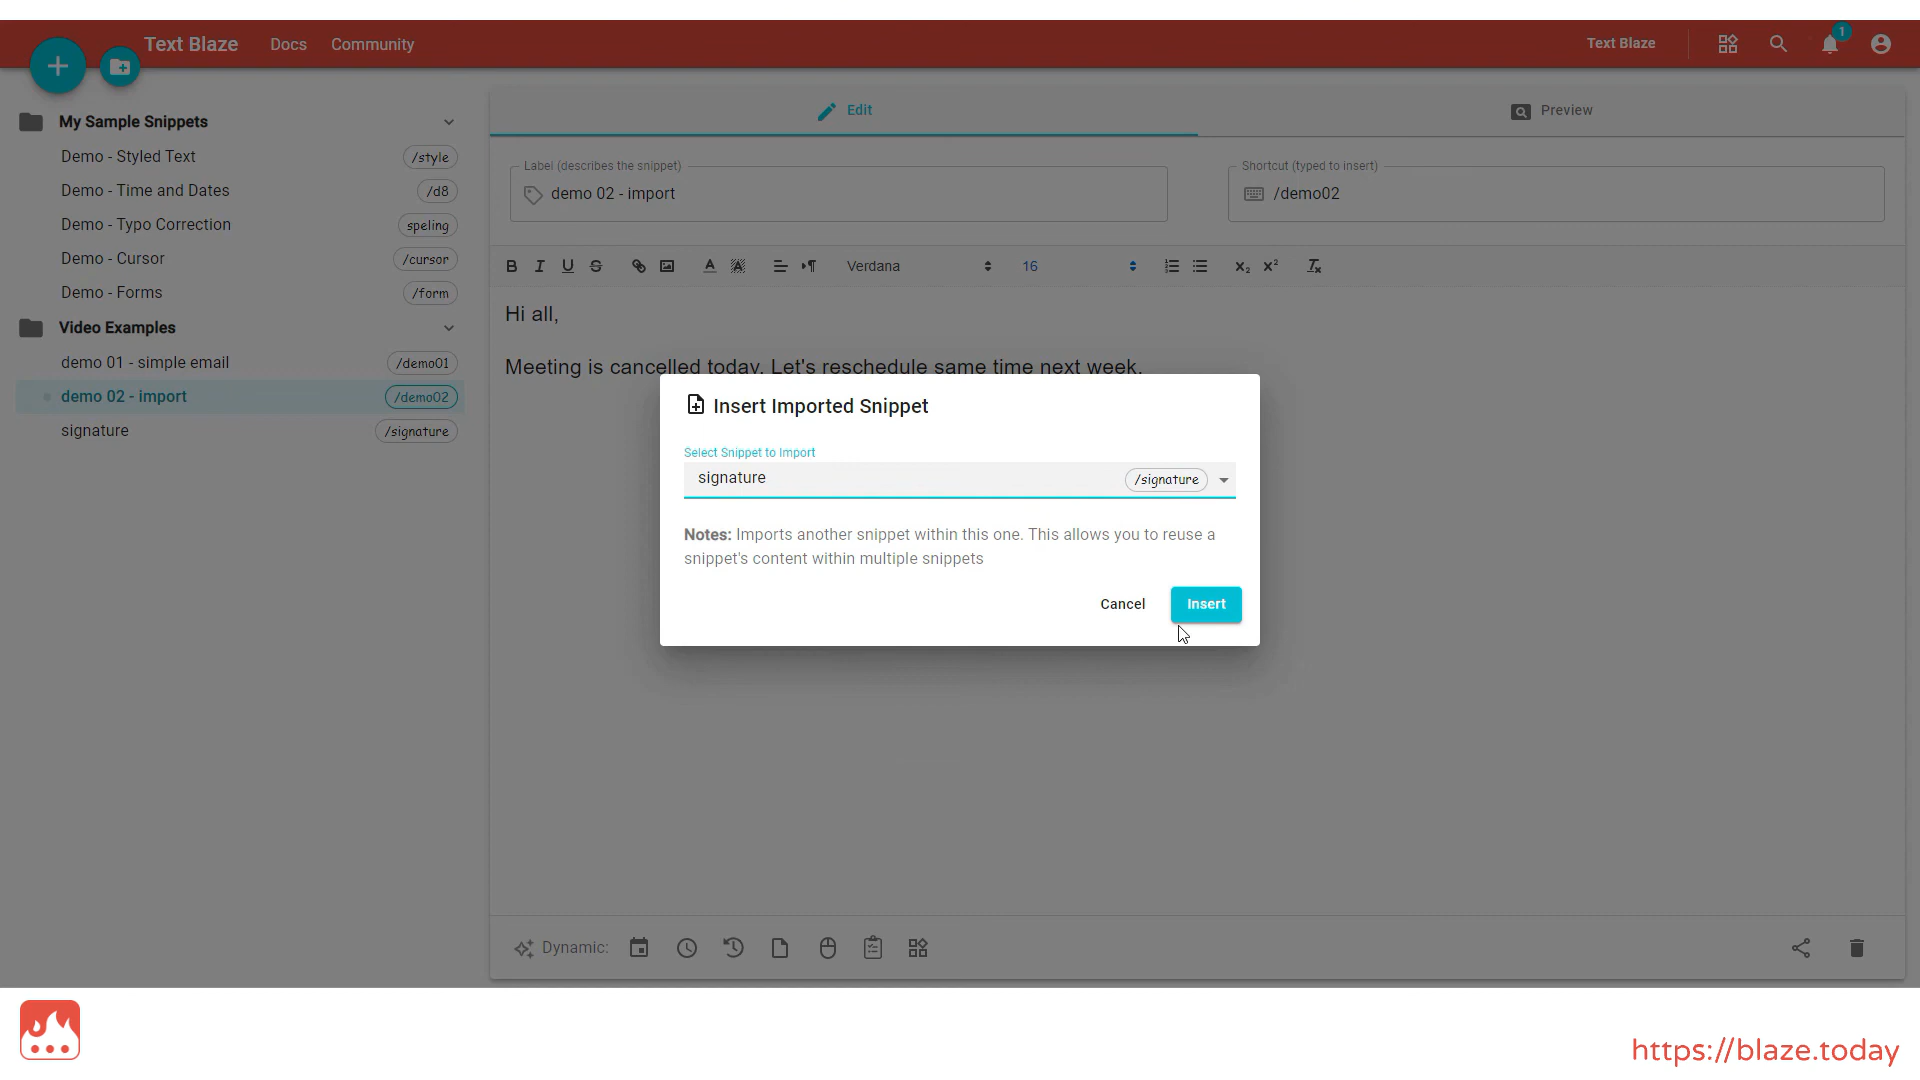 Text Blaze Docs Community Text Blaze 1
My Sample Snippets
Demo - Styled Text /style
Demo - Time and Dates /d8
Demo - Typo Correction speling
Demo - Cursor /cursor
Demo - Forms /form
Video Examples
demo 01 - simple email /demo01
demo 02 - import /demo02
signature /signature
Edit Preview
Label (describes the snippet) Shortcut (typed to insert)
demo 02 - import /demo02
Verdana 16
Hi all,
Meeting is cancelled today. Let's reschedule same time next week.
Insert Imported Snippet
Select Snippet to Import
signature /signature
Notes: Imports another snippet within this one. This allows you to reuse a
snippet's content within multiple snippets
Cancel Insert
Dynamic:
https://blaze.today